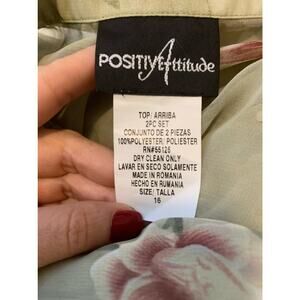 POSITIVE Attitude
TOP/ ARRIBA
2PC SET
CONJUNTO DE 2 PIEZAS
100%POLYESTER/ POLIESTER
RN#55126
DRY CLEAN ONLY
LAVAR EN SECO SOLAMENTE
MADE IN ROMANIA
HECHO EN RUMANIA
SIZE/ TALLA
16